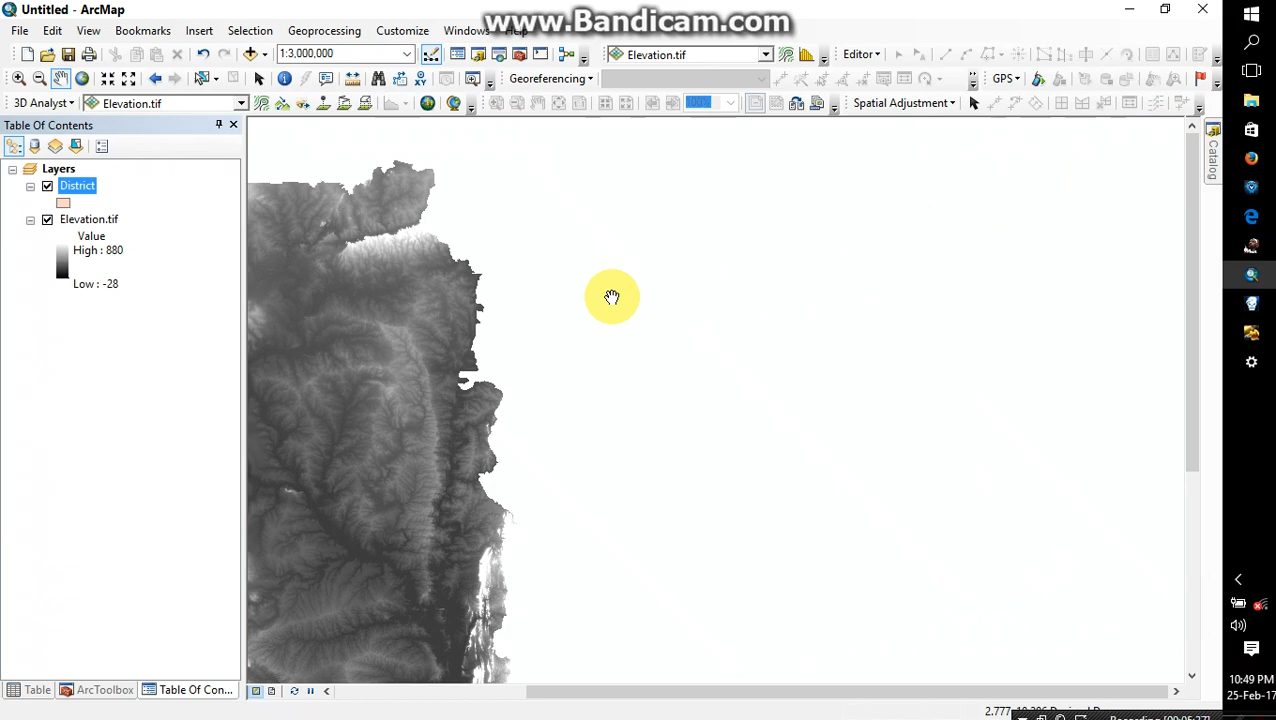 Untitled - ArcMap
www.Bandicam.com
File Edit View Bookmarks Insert Selection Geoprocessing Customize Windows Help
1:3,000,000 Elevation.tif Editor
Georeferencing GPS
3D Analyst Elevation.tif 100% Spatial Adjustment
Table Of Contents
Layers
District
Elevation.tif
Value
High : 880
Low : -28
Catalog
Table ArcToolbox Table Of Con...
10:49 PM
25-Feb-17